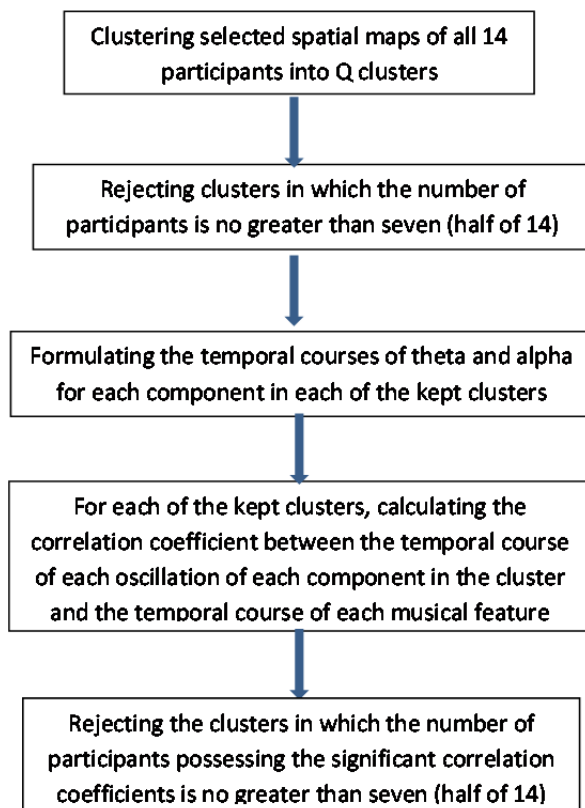 Clustering selected spatial maps of all 14
participants into Q clusters
Rejecting clusters in which the number of
participants is no greater than seven (half of 14)
Formulating the temporal courses of theta and alpha
for each component in each of the kept clusters
For each of the kept clusters, calculating the
correlation coefficient between the temporal course
of each oscillation of each component in the cluster
and the temporal course of each musical feature
Rejecting the clusters in which the number of
participants possessing the significant correlation
coefficients is no greater than seven (half of 14)